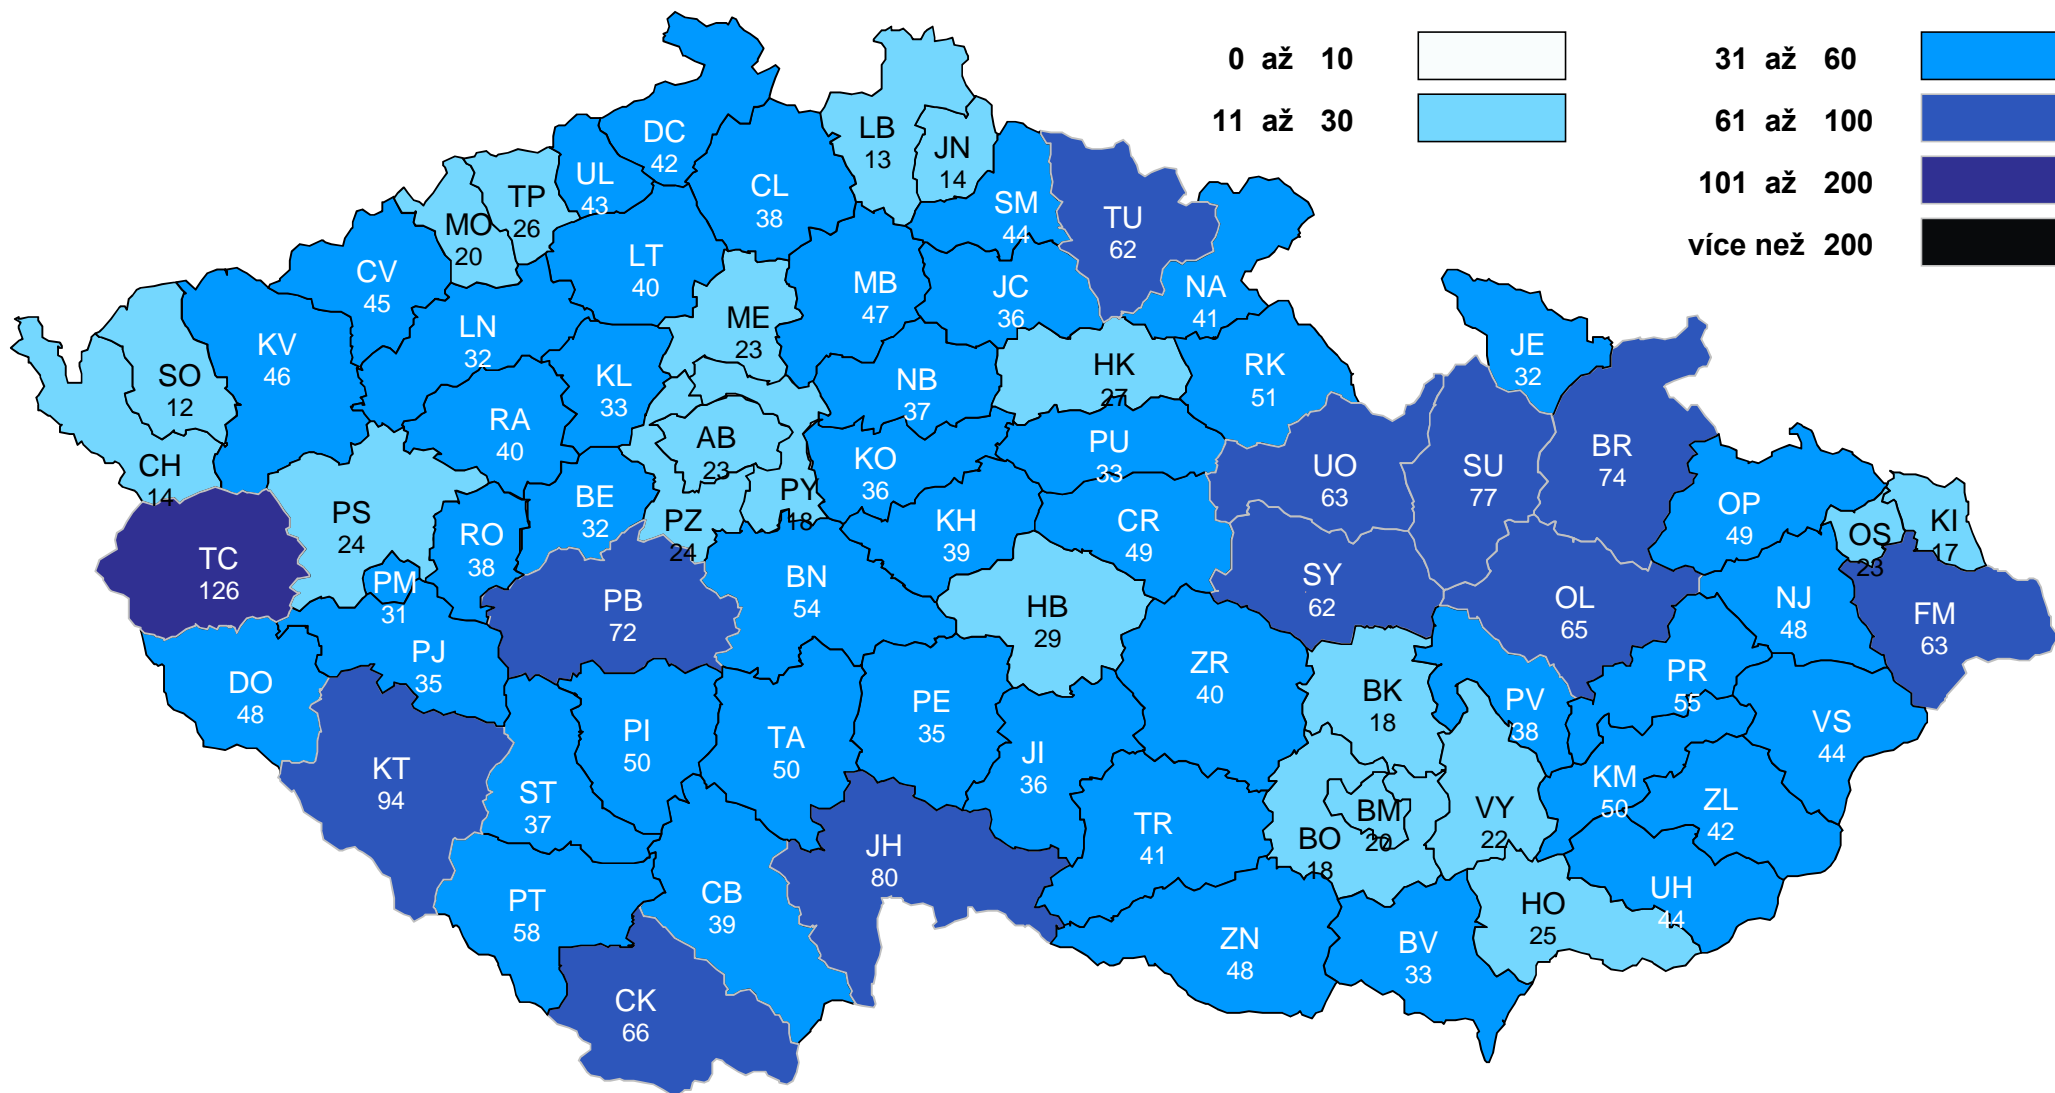 0 až 10
31 až 60
11 až 30
61 až 100
101 až 200
více než 200
DC
42
LB
13
JN
14
UL
43
TP
26
CL
38
SM
44
TU
62
MO
20
CV
45
LT
40
MB
47
JC
36
NA
41
ME
23
LN
32
KV
46
SO
12
KL
33
NB
37
HK
27
RK
51
JE
32
RA
40
AB
23
KO
36
PU
33
UO
63
SU
77
BR
74
CH
14
PS
24
BE
32
PY
18
PZ
24
RO
38
KH
39
CR
49
OP
49
OS
23
KI
17
TC
126
PM
31
PB
72
BN
54
HB
29
SY
62
OL
65
NJ
48
FM
63
PJ
35
DO
48
ZR
40
BK
18
PV
38
PR
55
VS
44
KT
94
PI
50
TA
50
PE
35
JI
36
ST
37
KM
50
ZL
42
TR
41
BM
20
BO
18
VY
22
JH
80
CB
39
PT
58
UH
44
HO
25
ZN
48
BV
33
CK
66